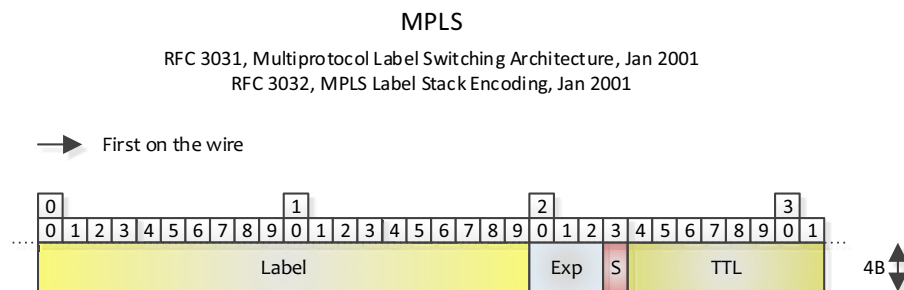 MPLS
RFC 3031, Multiprotocol Label Switching Architecture, Jan 2001
RFC 3032, MPLS Label Stack Encoding, Jan 2001
First on the wire
0 1 2 3
0 1 2 3 4 5 6 7 8 9 0 1 2 3 4 5 6 7 8 9 0 1 2 3 4 5 6 7 8 9 0 1
Label Exp S TTL 4B